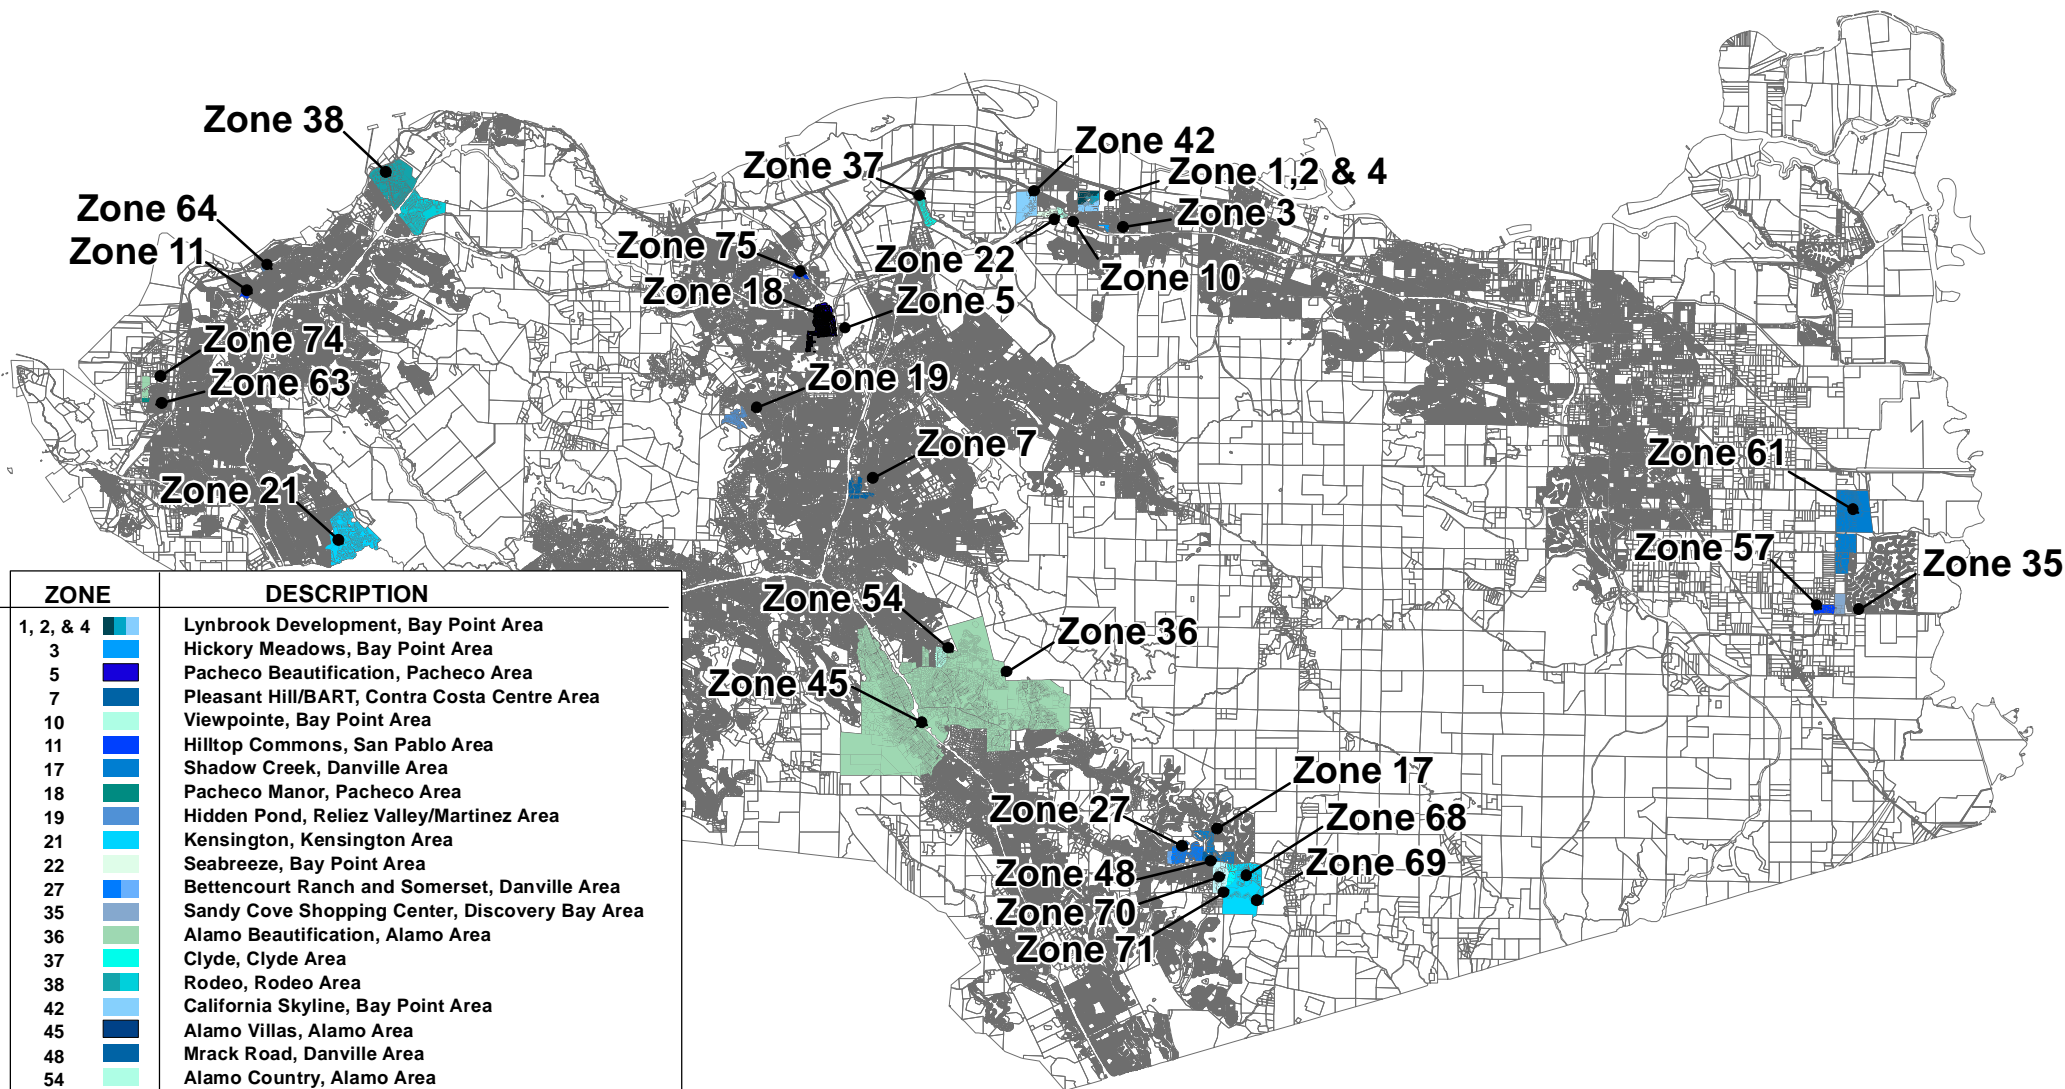 Zone 38
Zone 42
Zone 37
Zone 1,2 & 4
Zone 64
Zone 3
Zone 11
Zone 75
Zone 22
Zone 10
Zone 18
Zone 5
Zone 74
Zone 63
Zone 19
Zone 7
Zone 61
Zone 21
Zone 57
Zone 35
Zone 54
Zone 36
Zone 45
Zone 17
Zone 27
Zone 68
Zone 48
Zone 69
Zone 70
Zone 71
ZONE DESCRIPTION
1, 2, & 4 Lynbrook Development, Bay Point Area
3 Hickory Meadows, Bay Point Area
5 Pacheco Beautification, Pacheco Area
7 Pleasant Hill/BART, Contra Costa Centre Area
10 Viewpointe, Bay Point Area
11 Hilltop Commons, San Pablo Area
17 Shadow Creek, Danville Area
18 Pacheco Manor, Pacheco Area
19 Hidden Pond, Reliez Valley/Martinez Area
21 Kensington, Kensington Area
22 Seabreeze, Bay Point Area
27 Bettencourt Ranch and Somerset, Danville Area
35 Sandy Cove Shopping Center, Discovery Bay Area
36 Alamo Beautification, Alamo Area
37 Clyde, Clyde Area
38 Rodeo, Rodeo Area
42 California Skyline, Bay Point Area
45 Alamo Villas, Alamo Area
48 Mrack Road, Danville Area
54 Alamo Country, Alamo Area